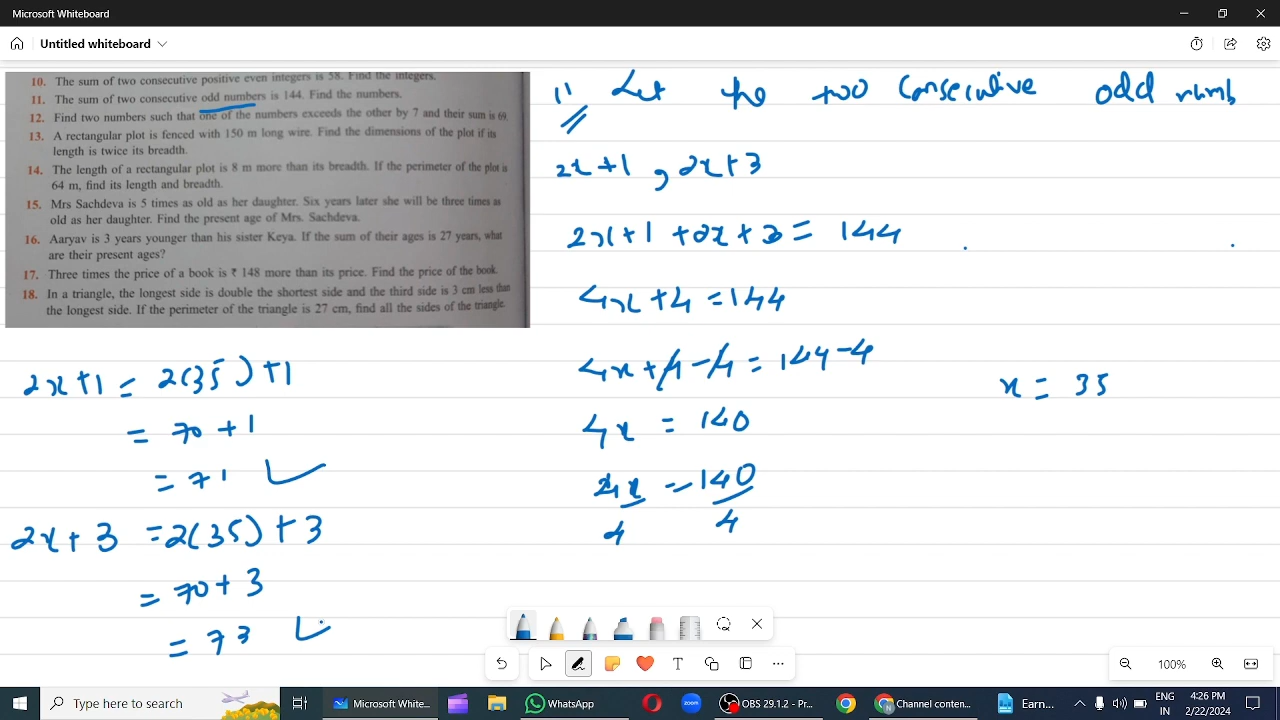 Microsoft Whiteboard
Untitled whiteboard
10. The sum of two consecutive positive even integers is 58. Find the integers.
11. The sum of two consecutive odd numbers is 144. Find the numbers.
12. Find two numbers such that one of the numbers exceeds the other by 7 and their sum is 69.
13. A rectangular plot is fenced with 150 m long wire. Find the dimensions of the plot if its
length is twice its breadth.
14. The length of a rectangular plot is 8 m more than its breadth. If the perimeter of the plot is
64 m, find its length and breadth.
15. Mrs Sachdeva is 5 times as old as her daughter. Six years later she will be three times as
old as her daughter. Find the present age of Mrs. Sachdeva.
16. Aaryav is 3 years younger than his sister Keya. If the sum of their ages is 27 years, what
are their present ages?
17. Three times the price of a book is ₹ 148 more than its price. Find the price of the book.
18. In a triangle, the longest side is double the shortest side and the third side is 3 cm less than
the longest side. If the perimeter of the triangle is 27 cm, find all the sides of the triangle.
11 Let the two Consecutive odd numb
2x+1 , 2x+3
2x+1 +2x+3 = 144
4x+4 = 144
4x+4-4 = 144-4
4x = 140
4x = 140
4 4
x = 35
2x+1 = 2(35)+1
= 70+1
= 71
2x+3 = 2(35)+3
= 70+3
= 73
100%
Type here to search
Microsoft White...
WhatsApp
zoom
OBS 29.1.2 - Pr...
Channel conten...
Earn...
ENG
IN
4:26 PM
2/22/2024